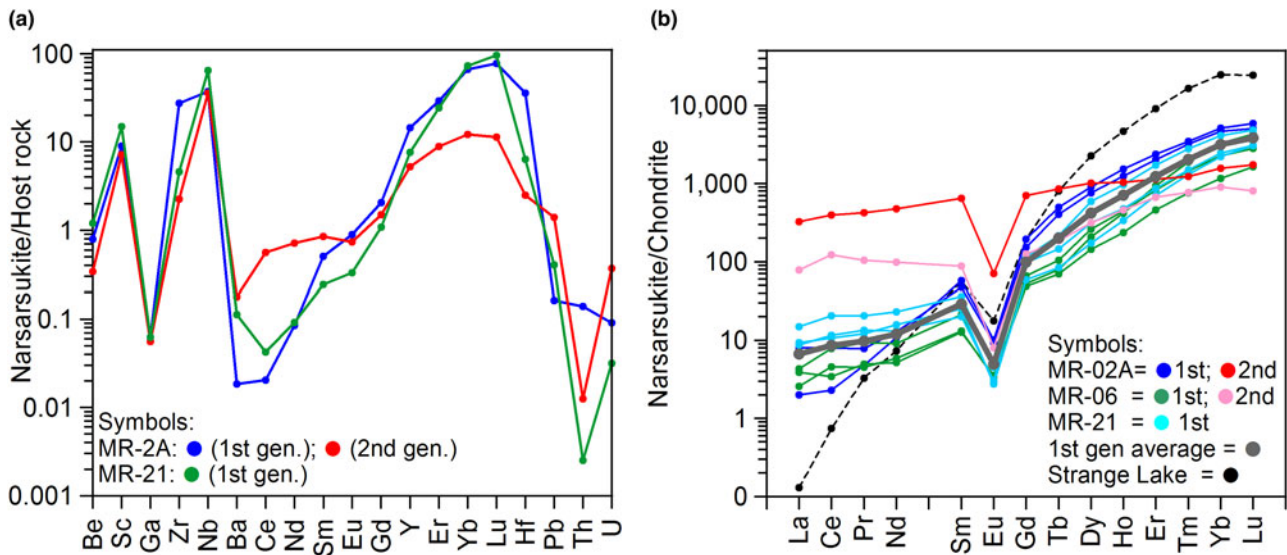 (a)
Narsarsukite/Host rock
100
10
1
0.1
0.01
0.001
Symbols:
MR-2A: (1st gen.); (2nd gen.)
MR-21: (1st gen.)
Be Sc Ga Zr Nb Ba Ce Nd Sm Eu Gd Y Er Yb Lu Hf Pb Th U
(b)
Narsarsukite/Chondrite
10,000
1,000
100
10
1
0
Symbols:
MR-02A= 1st; 2nd
MR-06 = 1st; 2nd
MR-21 = 1st
1st gen average =
Strange Lake =
La Ce Pr Nd Sm Eu Gd Tb Dy Ho Er Tm Yb Lu